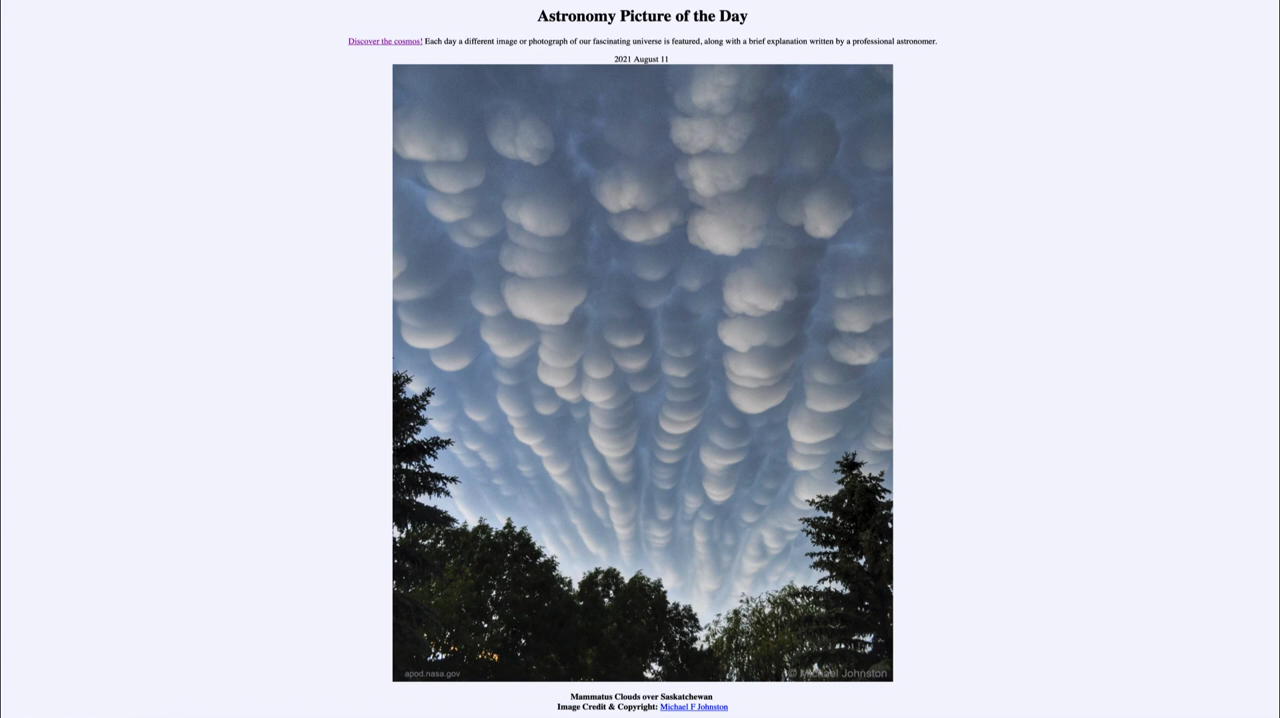 Astronomy Picture of the Day
Discover the cosmos! Each day a different image or photograph of our fascinating universe is featured, along with a brief explanation written by a professional astronomer.
2021 August 11
apod.nasa.gov
© Michael Johnston
Mammatus Clouds over Saskatchewan
Image Credit & Copyright: Michael F Johnston